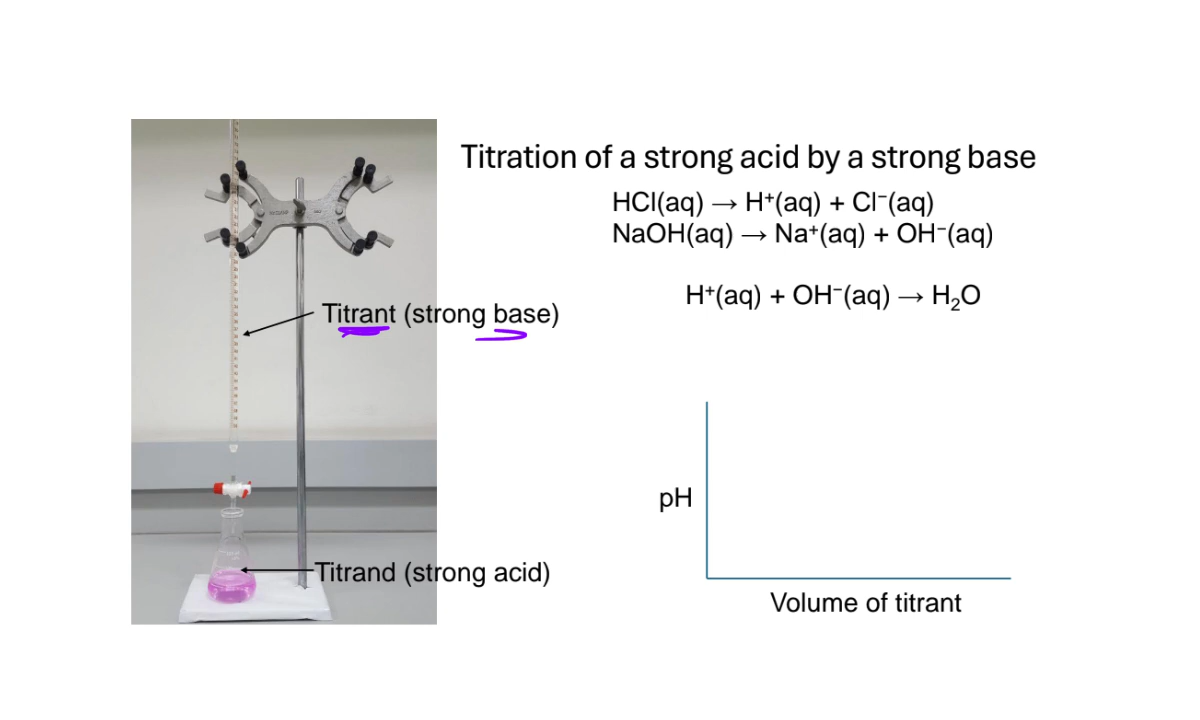 Titration of a strong acid by a strong base
HCl(aq) → H⁺(aq) + Cl⁻(aq)
NaOH(aq) → Na⁺(aq) + OH⁻(aq)
H⁺(aq) + OH⁻(aq) → H₂O
Titrant (strong base)
Titrand (strong acid)
pH
Volume of titrant